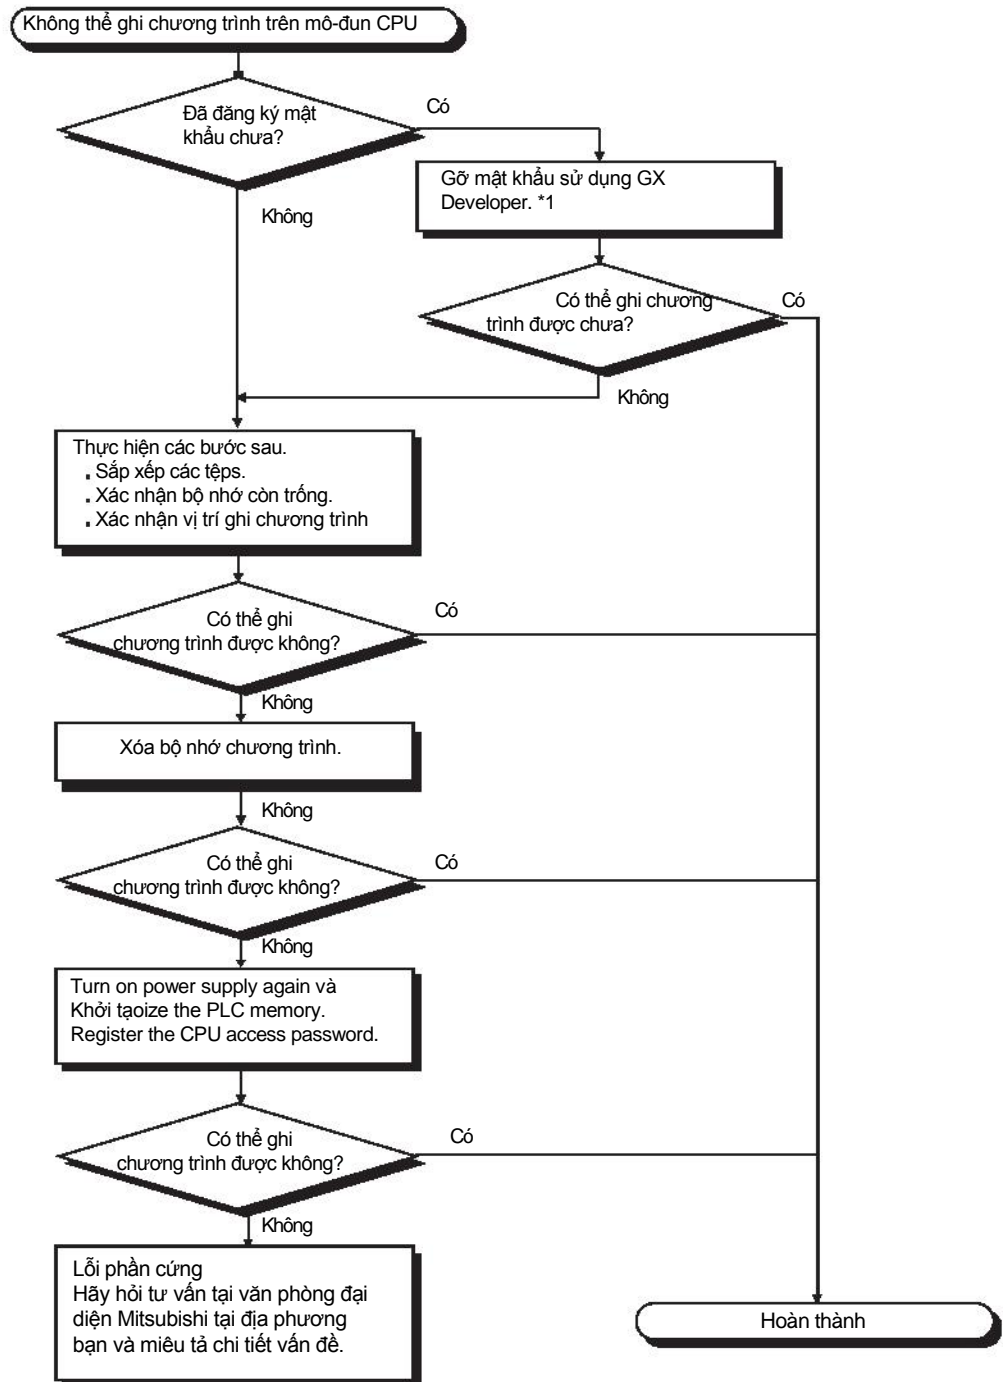 Không thể ghi chương trình trên mô-đun CPU
Đã đăng ký mật
khẩu chưa?
Có
Gỡ mật khẩu sử dụng GX
Developer. *1
Không
Có thể ghi chương
trình được chưa?
Có
Không
Thực hiện các bước sau.
. Sắp xếp các tệps.
. Xác nhận bộ nhớ còn trống.
. Xác nhận vị trí ghi chương trình
Có thể ghi
chương trình được không?
Có
Không
Xóa bộ nhớ chương trình.
Không
Có thể ghi
chương trình được không?
Có
Không
Turn on power supply again và
Khởi tạoize the PLC memory.
Register the CPU access password.
Có thể ghi
chương trình được không?
Có
Không
Lỗi phần cứng
Hãy hỏi tư vấn tại văn phòng đại
diện Mitsubishi tại địa phương
bạn và miêu tả chi tiết vấn đề.
Hoàn thành